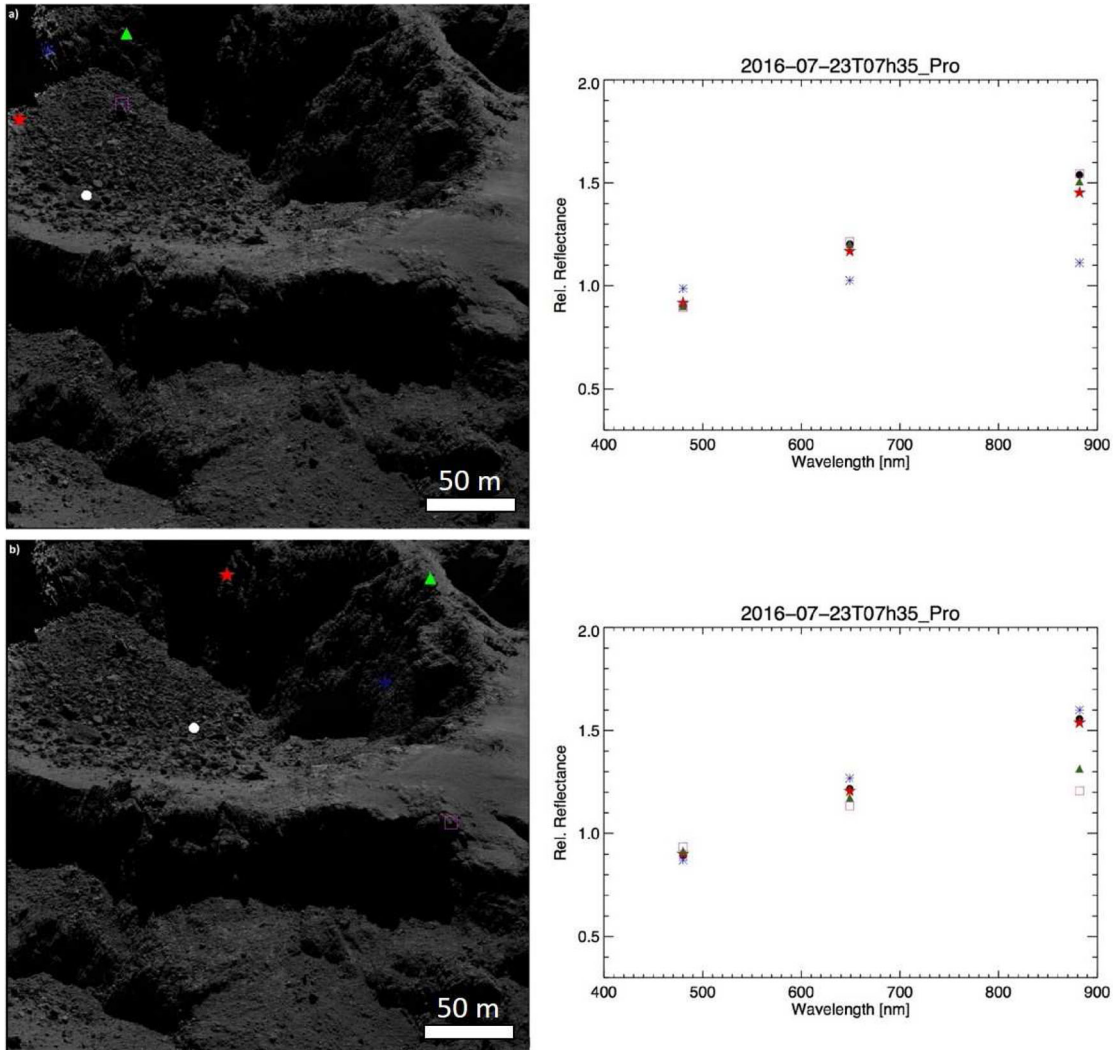 a)
50 m
2016-07-23T07h35_Pro
2.0
1.5
1.0
0.5
Rel. Reflectance
400 500 600 700 800 900
Wavelength [nm]
b)
50 m
2016-07-23T07h35_Pro
2.0
1.5
1.0
0.5
Rel. Reflectance
400 500 600 700 800 900
Wavelength [nm]